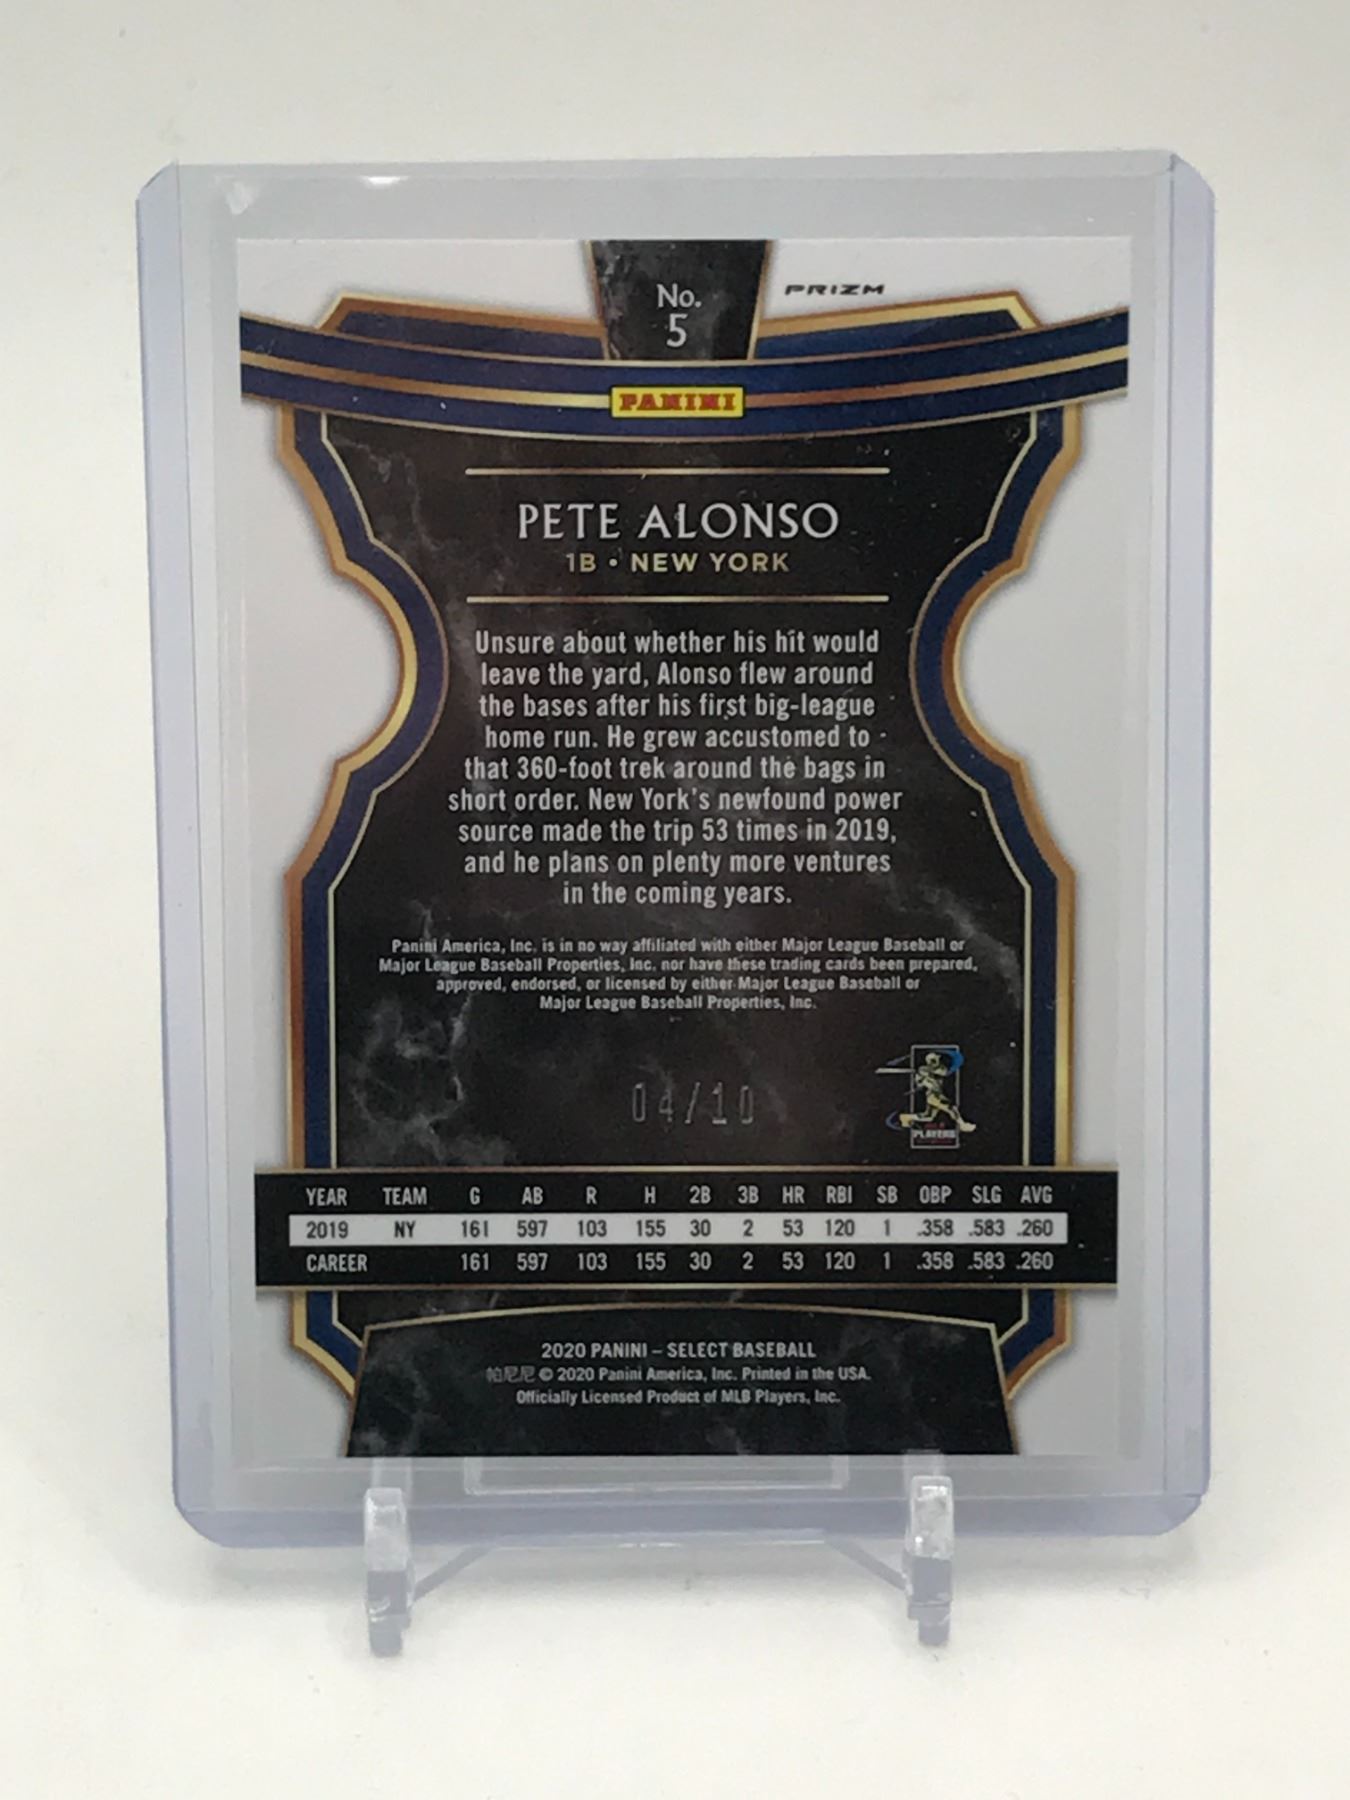 No.
5
PRIZM
PANINI
PETE ALONSO
1B • NEW YORK
Unsure about whether his hit would
leave the yard, Alonso flew around
the bases after his first big-league
home run. He grew accustomed to
that 360-foot trek around the bags in
short order. New York's newfound power
source made the trip 53 times in 2019,
and he plans on plenty more ventures
in the coming years.
Panini America, Inc. is in no way affiliated with either Major League Baseball or
Major League Baseball Properties, Inc. nor have these trading cards been prepared,
approved, endorsed, or licensed by either Major League Baseball or
Major League Baseball Properties, Inc.
04/10
PLAYERS
YEAR TEAM G AB R H 2B 3B HR RBI SB OBP SLG AVG
2019 NY 161 597 103 155 30 2 53 120 1 .358 .583 .260
CAREER 161 597 103 155 30 2 53 120 1 .358 .583 .260
2020 PANINI – SELECT BASEBALL
帕尼尼 © 2020 Panini America, Inc. Printed in the USA.
Officially Licensed Product of MLB Players, Inc.